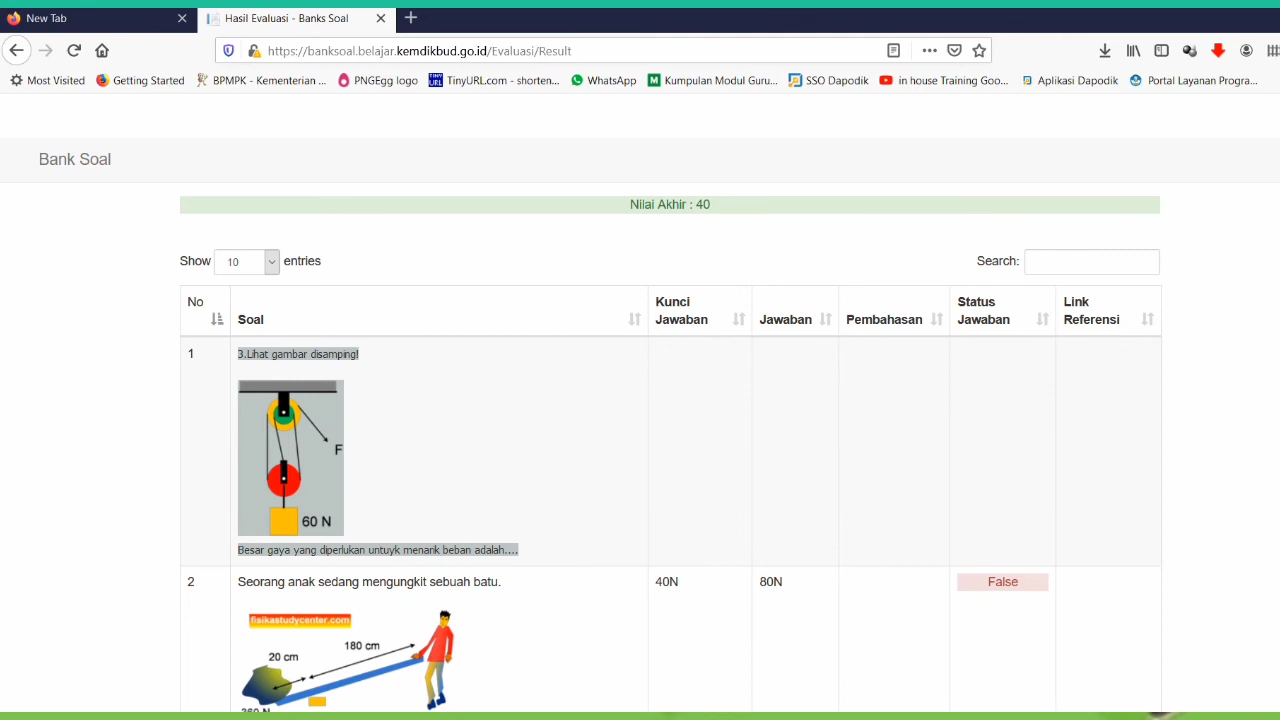 New Tab
Hasil Evaluasi - Banks Soal
https://banksoal.belajar.kemdikbud.go.id/Evaluasi/Result
Most Visited
Getting Started
BPMPK - Kementerian ...
PNGEgg logo
TINY URL
TinyURL.com - shorten...
WhatsApp
M
Kumpulan Modul Guru...
SSO Dapodik
in house Training Goo...
Aplikasi Dapodik
Portal Layanan Progra...
Bank Soal
Nilai Akhir : 40
Show 10 entries
Search:
No
Soal
Kunci Jawaban
Jawaban
Pembahasan
Status Jawaban
Link Referensi
1
3.Lihat gambar disamping!
F
60 N
Besar gaya yang diperlukan untuyk menarik beban adalah....
2
Seorang anak sedang mengungkit sebuah batu.
40N
80N
False
fisikastudycenter.com
180 cm
20 cm
360 N